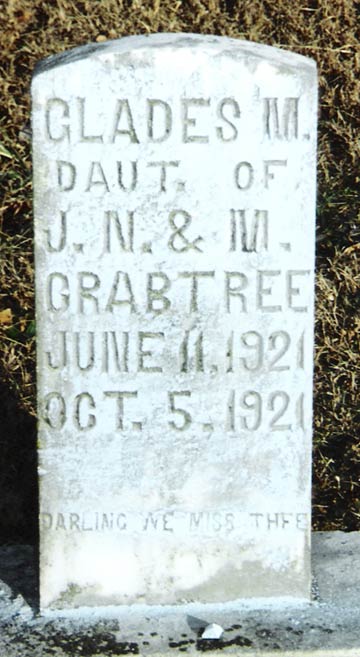 GLADES M.
DAUT. OF
J. N. & M.
CRABTREE
JUNE 11, 1921
OCT. 5, 1921
DARLING WE MISS THEE